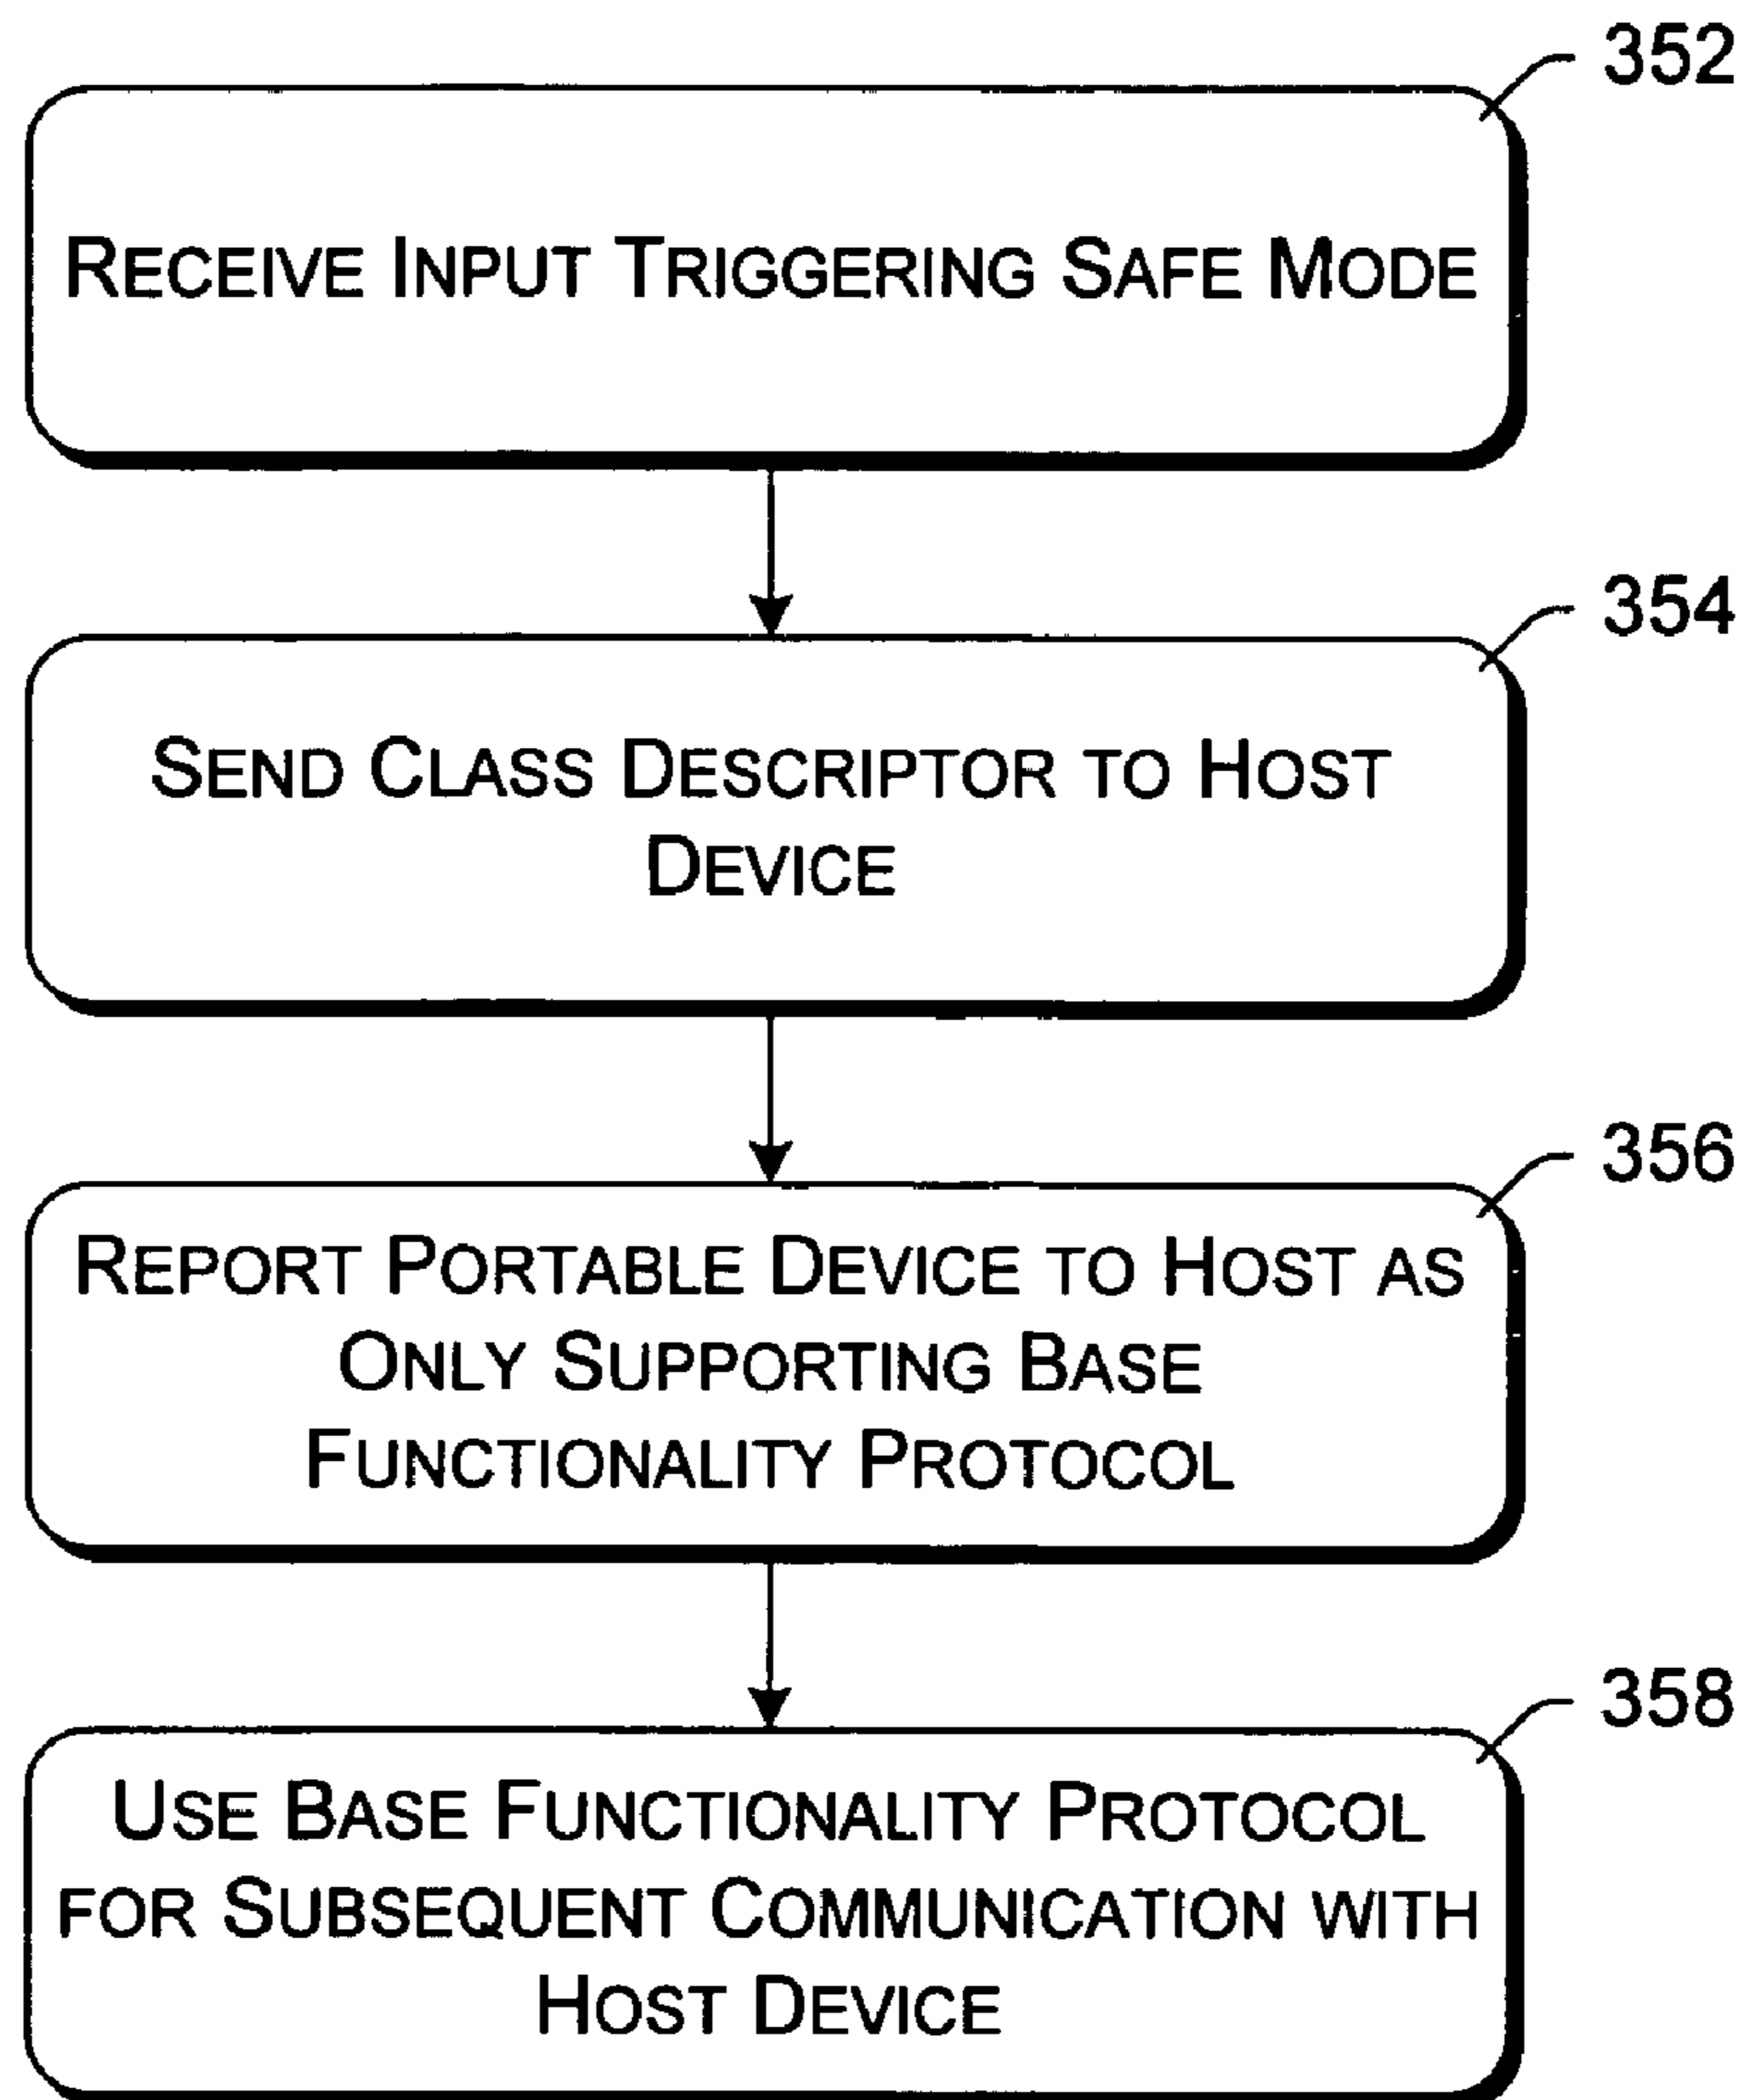 352
RECEIVE INPUT TRIGGERING SAFE MODE
354
SEND CLASS DESCRIPTOR TO HOST
DEVICE
356
REPORT PORTABLE DEVICE TO HOST AS
ONLY SUPPORTING BASE
FUNCTIONALITY PROTOCOL
358
USE BASE FUNCTIONALITY PROTOCOL
FOR SUBSEQUENT COMMUNICATION WITH
HOST DEVICE